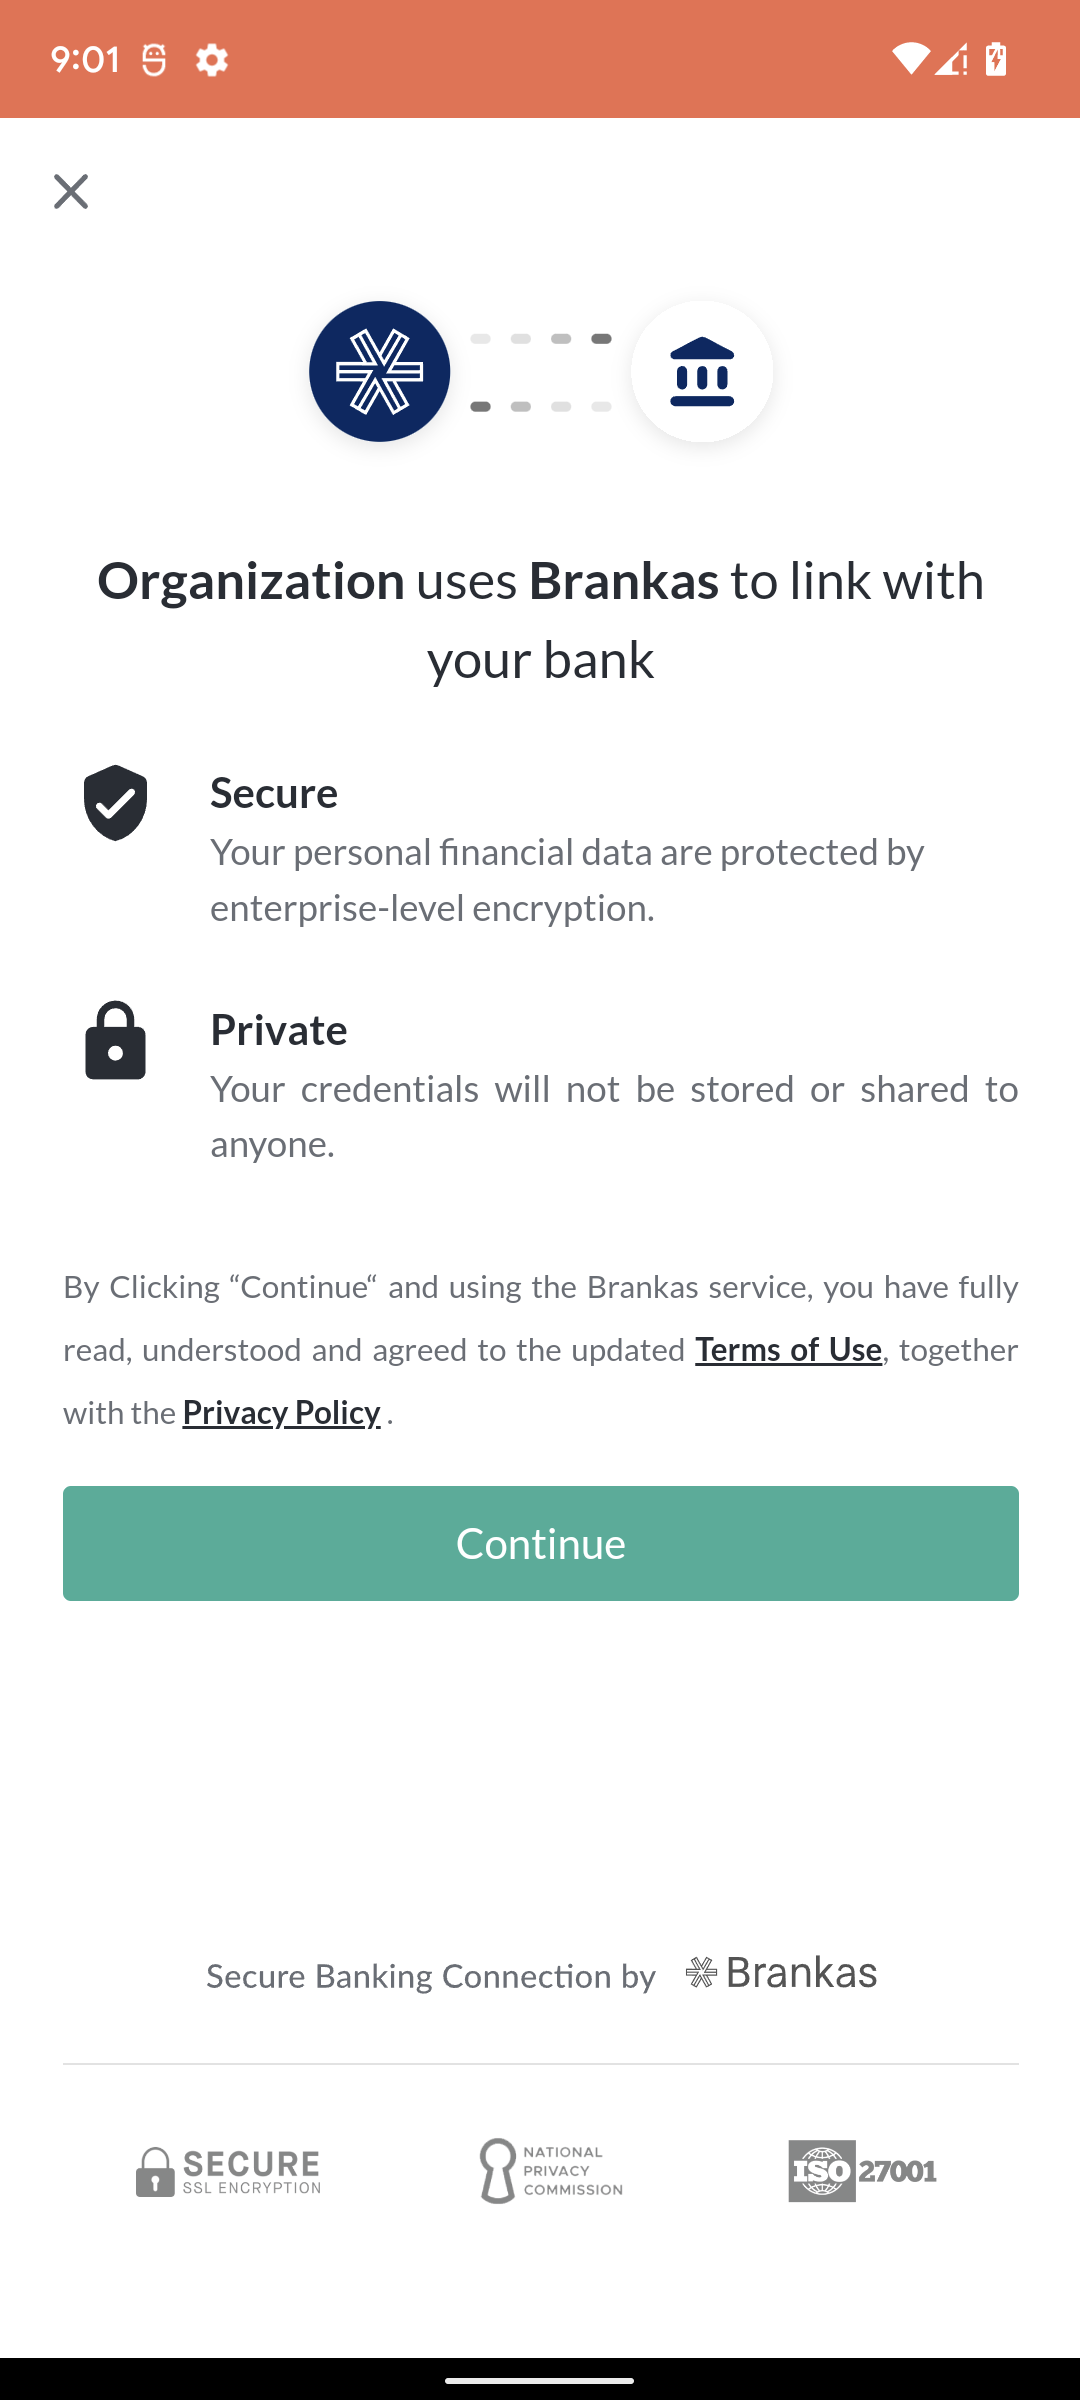 9:01
Organization uses Brankas to link with
your bank
Secure
Your personal financial data are protected by
enterprise-level encryption.
Private
Your credentials will not be stored or shared to
anyone.
By Clicking “Continue“ and using the Brankas service, you have fully
read, understood and agreed to the updated Terms of Use, together
with the Privacy Policy .
Continue
Secure Banking Connection by Brankas
SECURE
SSL ENCRYPTION
NATIONAL
PRIVACY
COMMISSION
ISO 27001